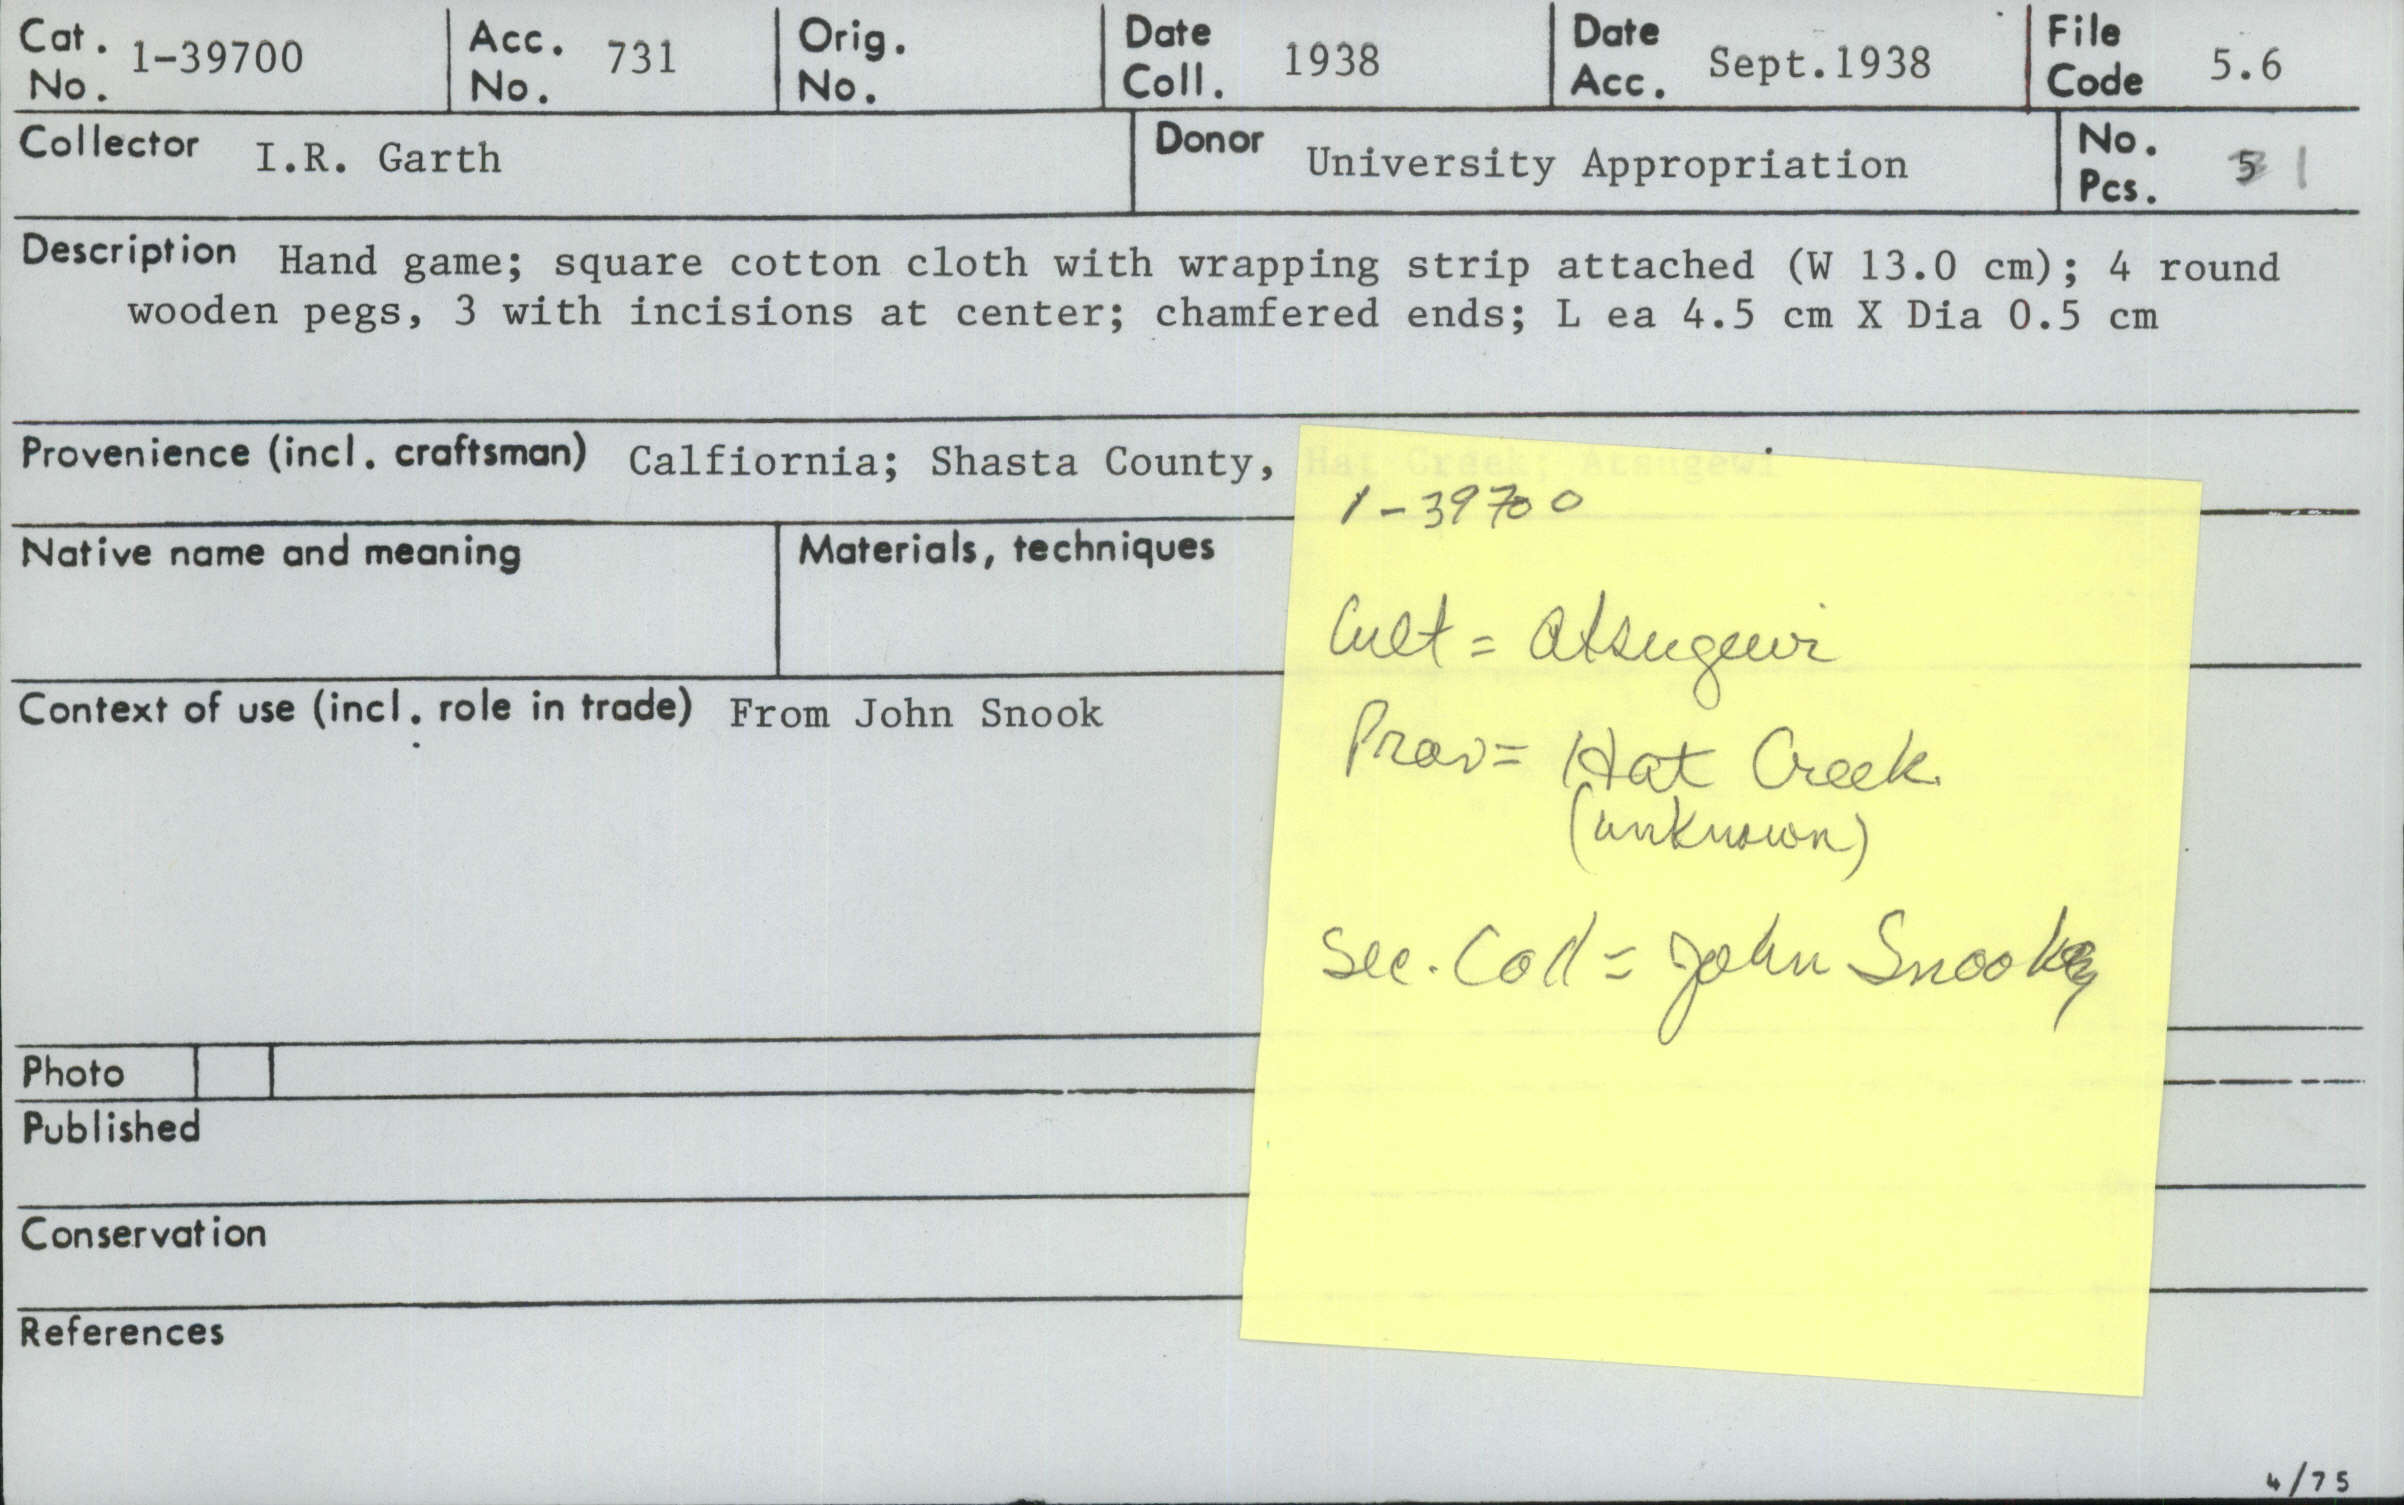 Cat. No. 1-39700 Acc. No. 731 Orig. No. Date Coll. 1938 Date Acc. Sept.1938 File Code 5.6
Collector I.R. Garth Donor University Appropriation No. Pcs. 5 1
Description Hand game; square cotton cloth with wrapping strip attached (W 13.0 cm); 4 round
wooden pegs, 3 with incisions at center; chamfered ends; L ea 4.5 cm X Dia 0.5 cm
Provenience (incl. craftsman) Calfiornia; Shasta County, Hat Creek; Atsugewi
Native name and meaning Materials, techniques
Context of use (incl. role in trade) From John Snook
Photo
Published
Conservation
References
4/75
1-39700
Cult = Atsugewi
Prov = Hat Creek
(unknown)
Sec. Coll = John Snook